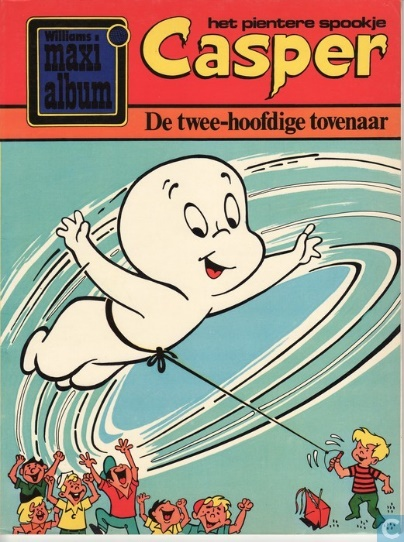 Williams
maxi
album
het pientere spookje
Casper
De twee-hoofdige tovenaar
C